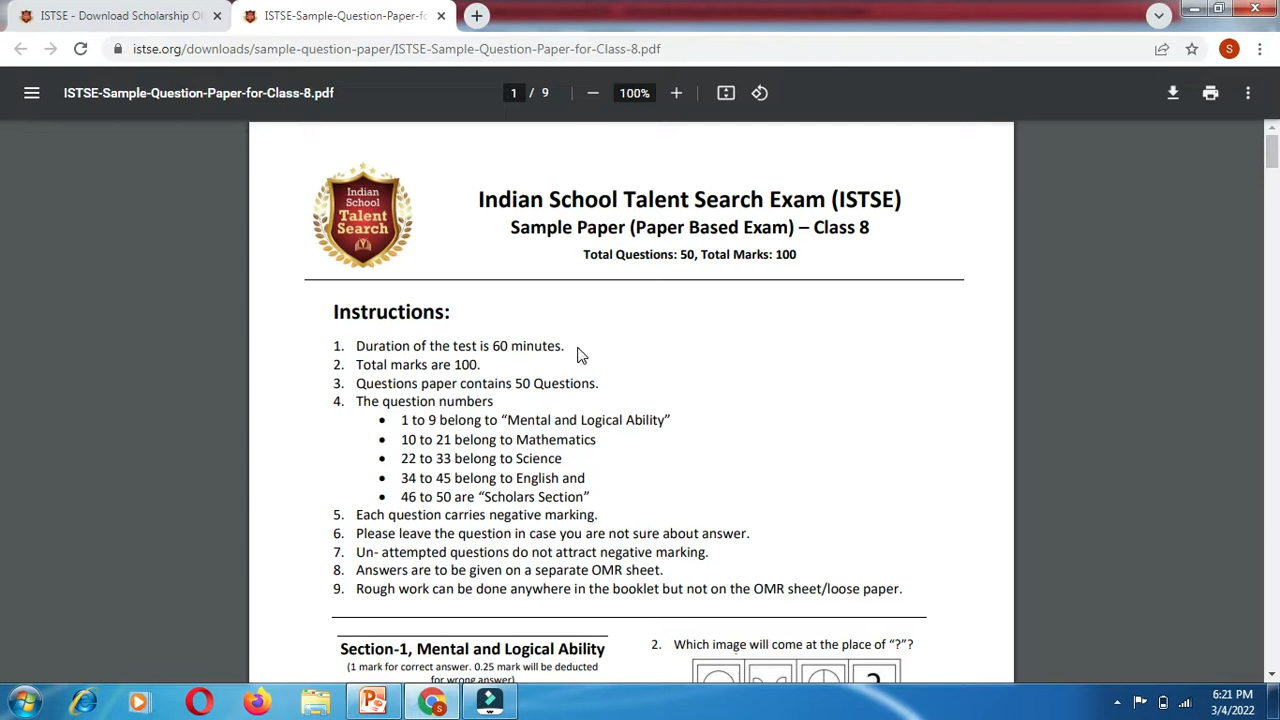 ISTSE - Download Scholarship Ol
ISTSE-Sample-Question-Paper-fo
istse.org/downloads/sample-question-paper/ISTSE-Sample-Question-Paper-for-Class-8.pdf
S
ISTSE-Sample-Question-Paper-for-Class-8.pdf
1 / 9
100%
Indian
School
Talent
Search
Indian School Talent Search Exam (ISTSE)
Sample Paper (Paper Based Exam) – Class 8
Total Questions: 50, Total Marks: 100
Instructions:
1. Duration of the test is 60 minutes.
2. Total marks are 100.
3. Questions paper contains 50 Questions.
4. The question numbers
• 1 to 9 belong to “Mental and Logical Ability”
• 10 to 21 belong to Mathematics
• 22 to 33 belong to Science
• 34 to 45 belong to English and
• 46 to 50 are “Scholars Section”
5. Each question carries negative marking.
6. Please leave the question in case you are not sure about answer.
7. Un- attempted questions do not attract negative marking.
8. Answers are to be given on a separate OMR sheet.
9. Rough work can be done anywhere in the booklet but not on the OMR sheet/loose paper.
Section-1, Mental and Logical Ability
(1 mark for correct answer. 0.25 mark will be deducted
for wrong answer)
2. Which image will come at the place of “?”?
?
S
6:21 PM
3/4/2022